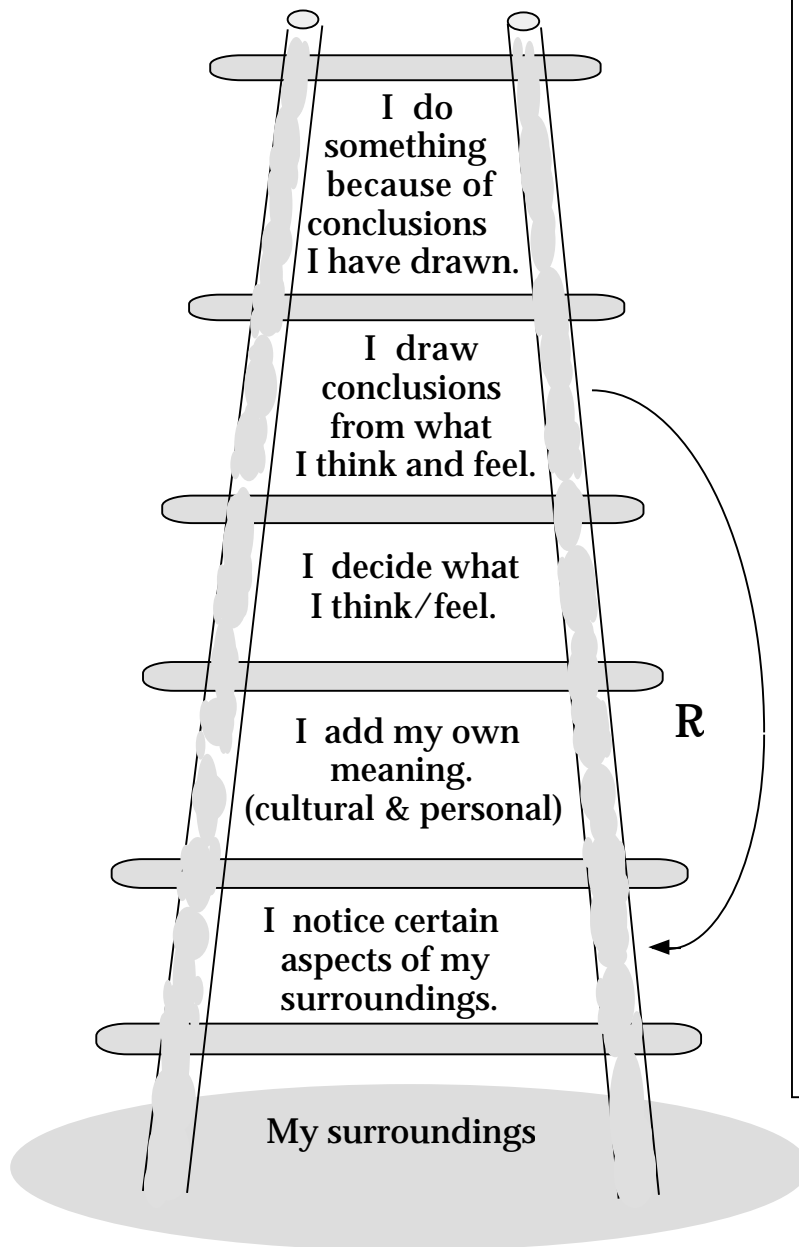 I do
something
because of
conclusions
I have drawn.
I draw
conclusions
from what
I think and feel.
I decide what
I think/feel.
R
I add my own
meaning.
(cultural & personal)
I notice certain
aspects of my
surroundings.
My surroundings